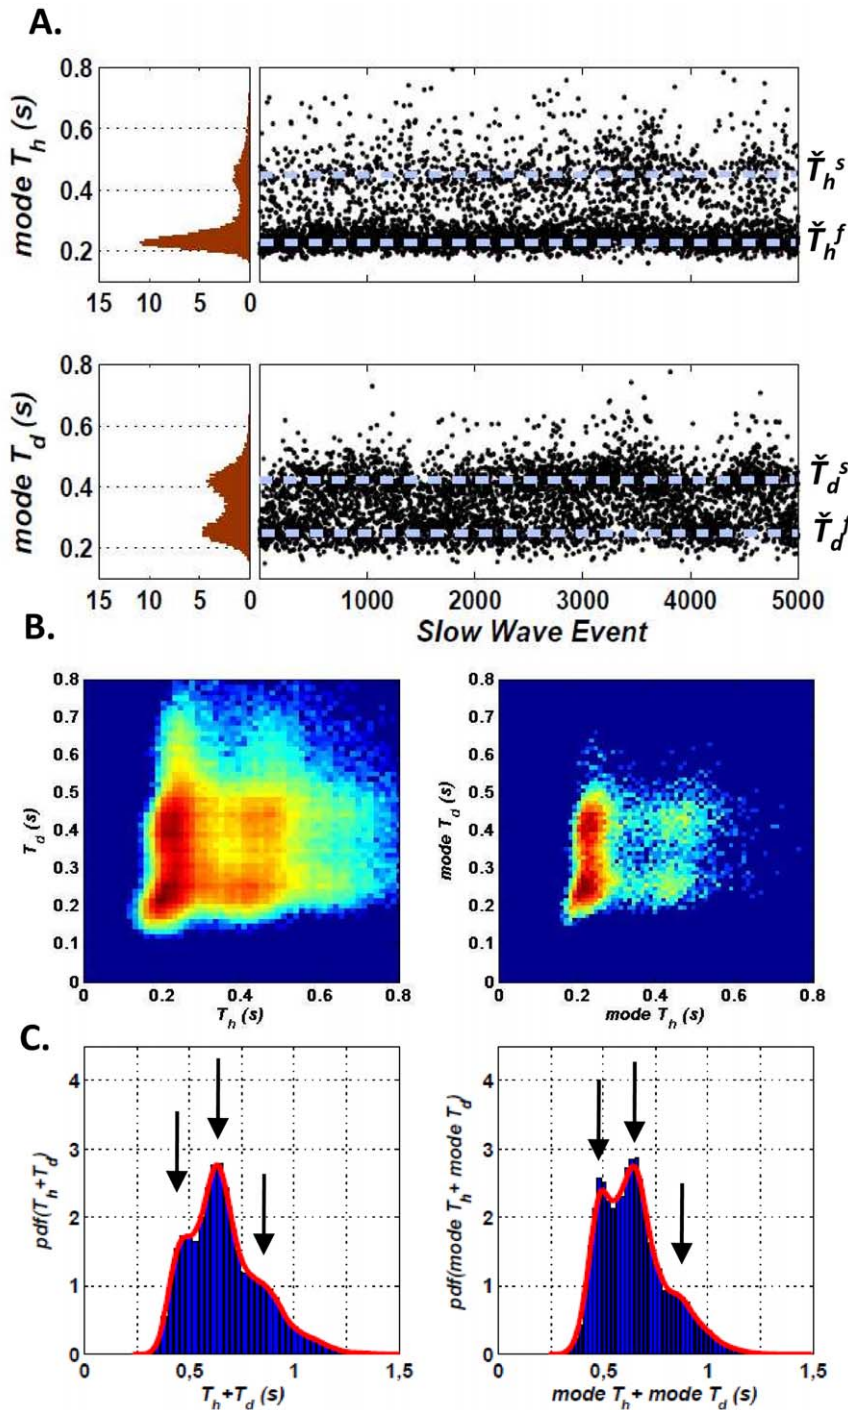 A.
mode T_h (s)
0.8
0.6
0.4
0.2
15 10 5 0
Ť_h^s
Ť_h^f
mode T_d (s)
0.8
0.6
0.4
0.2
15 10 5 0
1000 2000 3000 4000 5000
Slow Wave Event
Ť_d^s
Ť_d^f
B.
T_d (s)
0.8
0.7
0.6
0.5
0.4
0.3
0.2
0.1
0
0 0.2 0.4 0.6 0.8
T_h (s)
mode T_d (s)
0.8
0.7
0.6
0.5
0.4
0.3
0.2
0.1
0
0 0.2 0.4 0.6 0.8
mode T_h (s)
C.
pdf(T_h+T_d)
4
3
2
1
0
0 0,5 1 1,5
T_h+T_d (s)
pdf(mode T_h+ mode T_d)
4
3
2
1
0
0 0,5 1 1,5
mode T_h+ mode T_d (s)